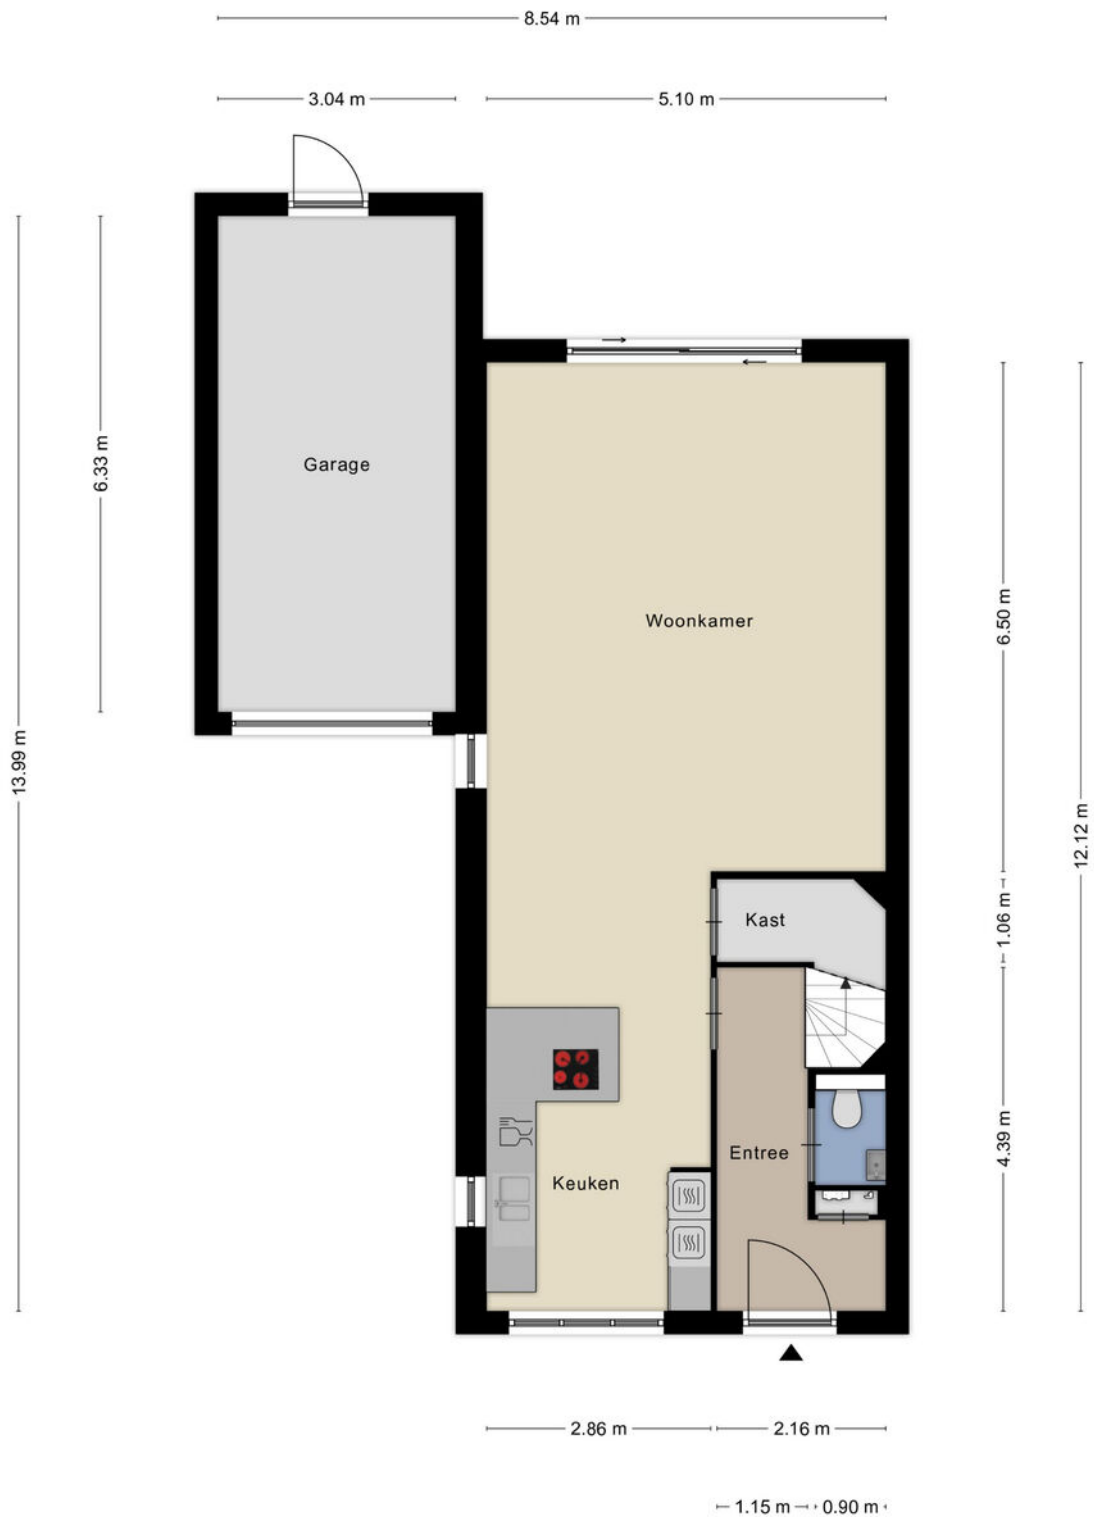 8.54 m
3.04 m
5.10 m
Garage
6.33 m
13.99 m
Woonkamer
6.50 m
12.12 m
Kast
1.06 m
4.39 m
Entree
Keuken
2.86 m
2.16 m
1.15 m
0.90 m